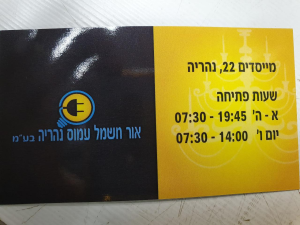 מייסדים 22, נהריה
שעות פתיחה
א - ה' 19:45 - 07:30
יום ו' 14:00 - 07:30
אור חשמל עמוס נהריה בע"מ